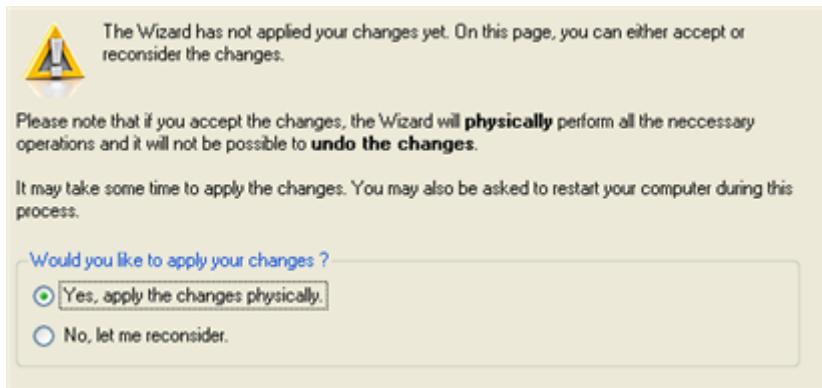 The Wizard has not applied your changes yet. On this page, you can either accept or
reconsider the changes.
Please note that if you accept the changes, the Wizard will physically perform all the neccessary
operations and it will not be possible to undo the changes.
It may take some time to apply the changes. You may also be asked to restart your computer during this
process.
Would you like to apply your changes ?
Yes, apply the changes physically.
No, let me reconsider.